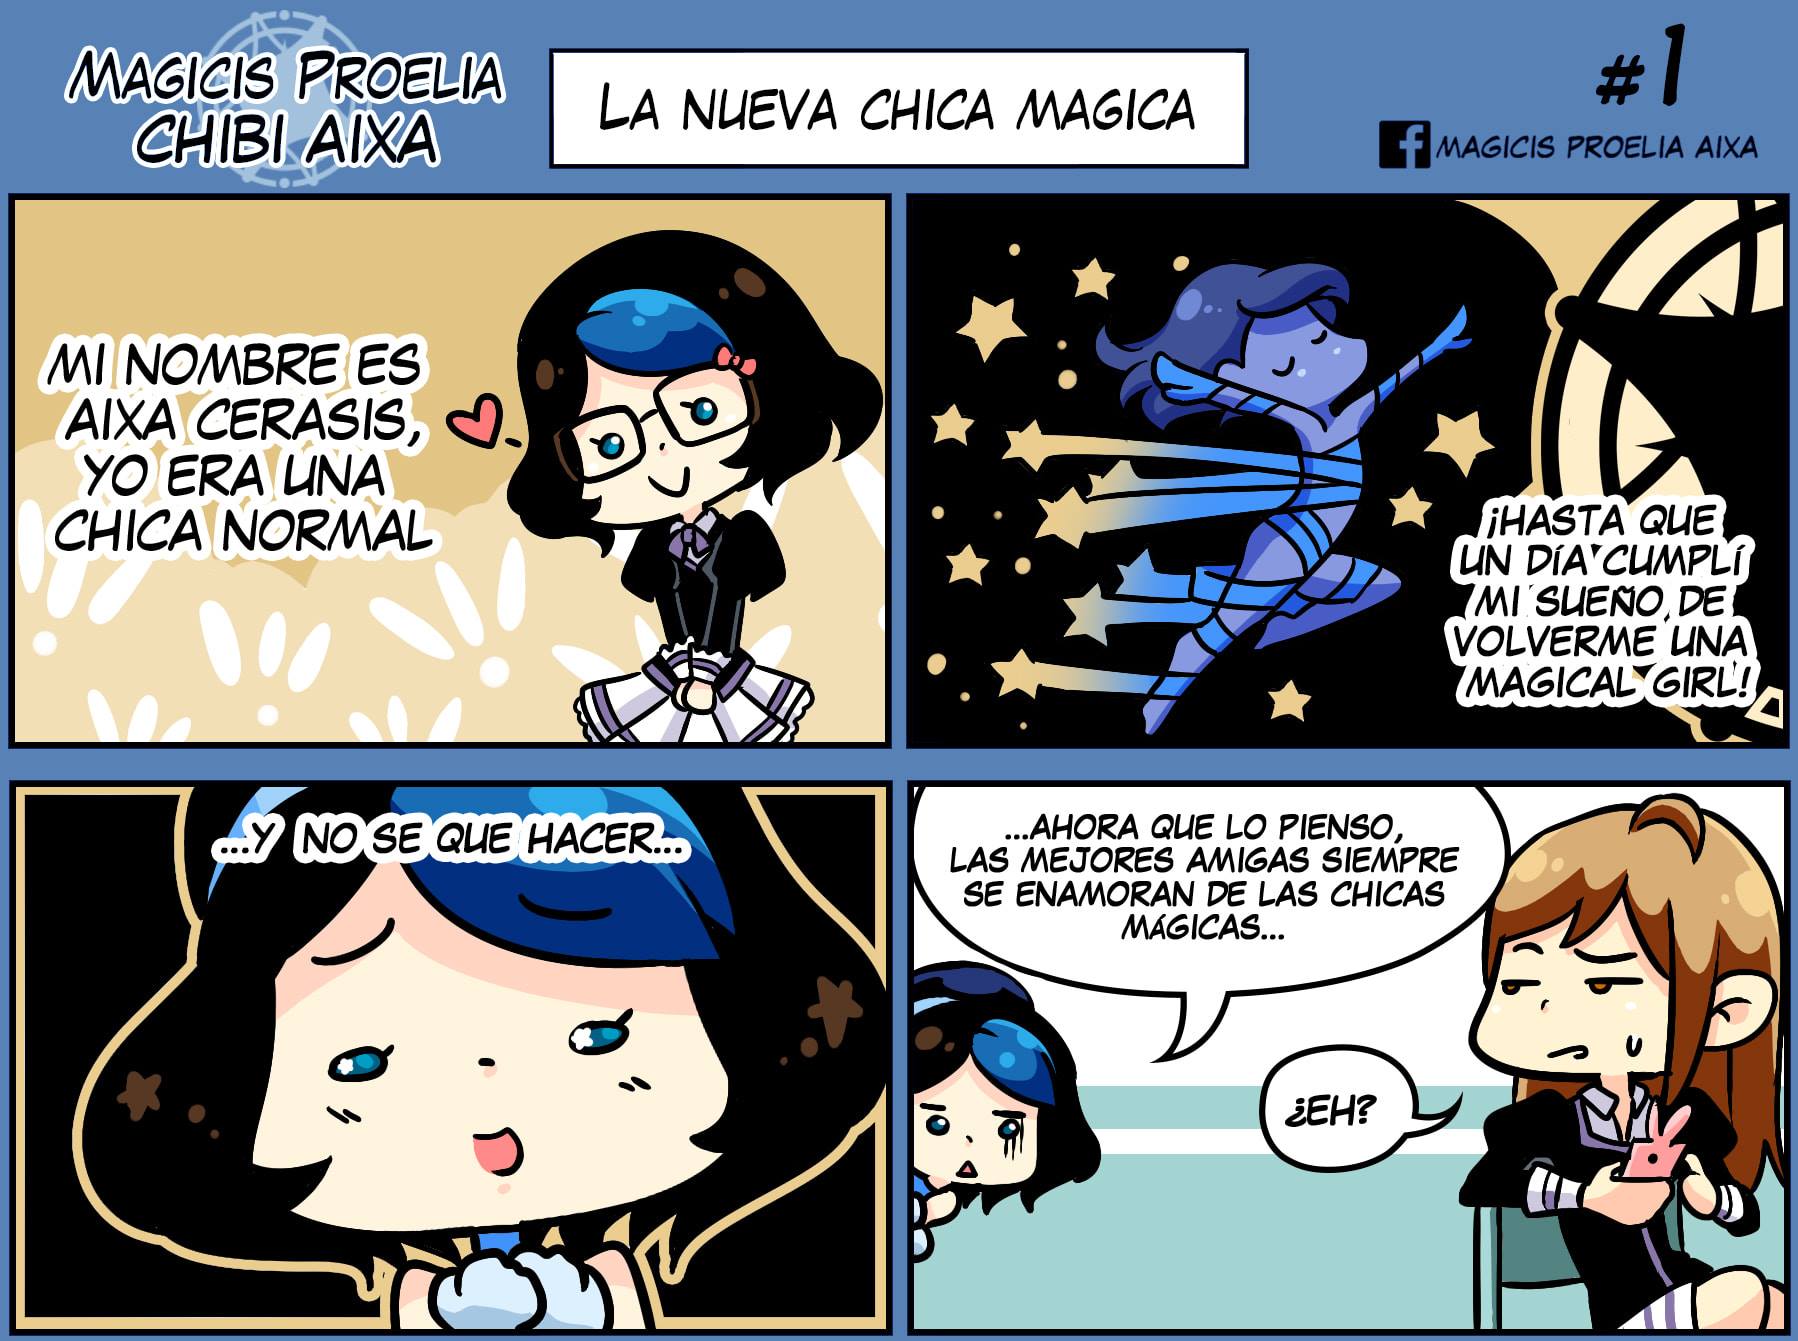 MAGICIS PROELIA
CHIBI AIXA
LA NUEVA CHICA MAGICA
#1
MAGICIS PROELIA AIXA
MI NOMBRE ES
AIXA CERASIS,
YO ERA UNA
CHICA NORMAL
¡HASTA QUE
UN DÍA CUMPLÍ
MI SUEÑO DE
VOLVERME UNA
MAGICAL GIRL!
...Y NO SE QUE HACER...
...AHORA QUE LO PIENSO,
LAS MEJORES AMIGAS SIEMPRE
SE ENAMORAN DE LAS CHICAS
MÁGICAS...
¿EH?